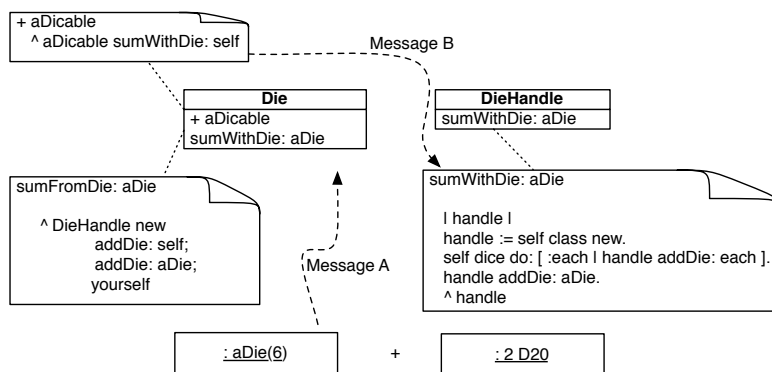 + aDicable
^ aDicable sumWithDie: self
Message B
Die
+ aDicable
sumWithDie: aDie
DieHandle
sumWithDie: aDie
sumFromDie: aDie
^ DieHandle new
addDie: self;
addDie: aDie;
yourself
Message A
sumWithDie: aDie
| handle |
handle := self class new.
self dice do: [ :each | handle addDie: each ].
handle addDie: aDie.
^ handle
: aDie(6)
+
: 2 D20